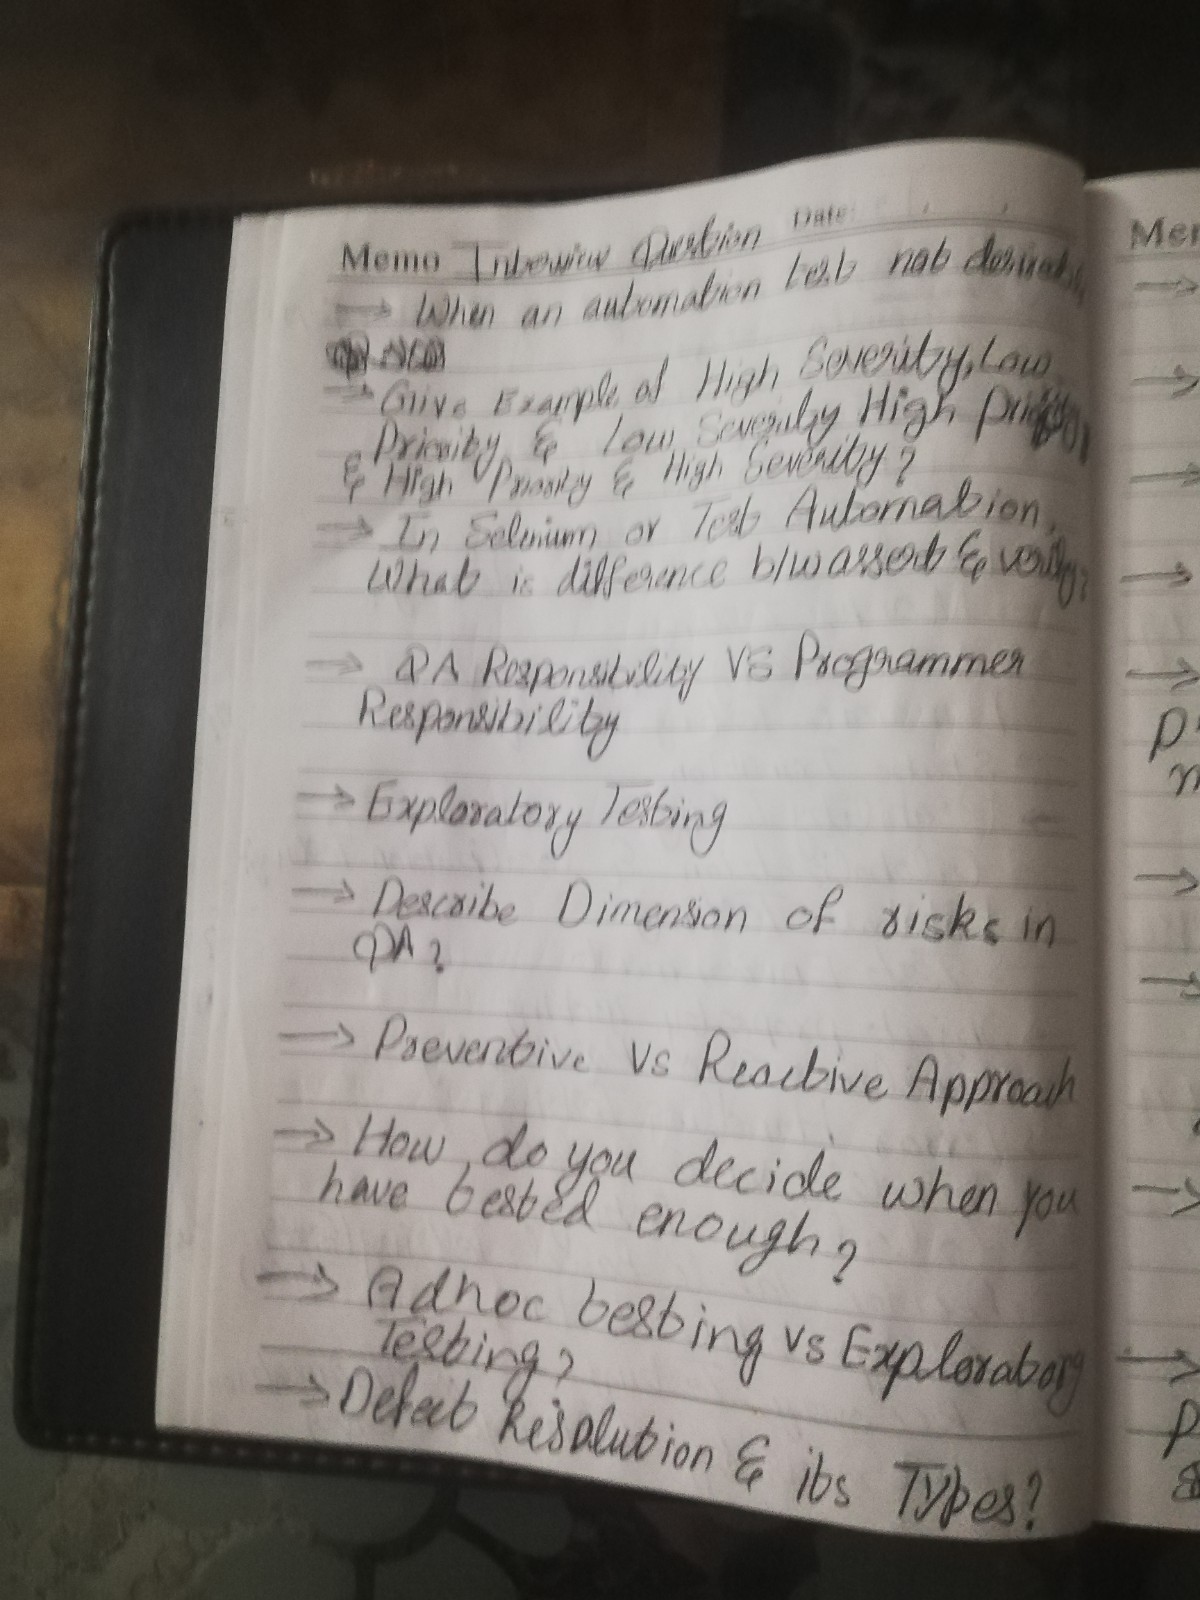 Memo Interview Question Date:
→ When an automation test not desirable
→ Give Example of High Severity, Low
Priority & Low Severity High Priority,
& High Priority & High Severity?
→ In Selenium or Test Automation,
What is difference b/w assert & verify?
→ QA Responsibility VS Programmer
Responsibility
→ Exploratory Testing
→ Describe Dimension of risks in
QA?
→ Preventive Vs Reactive Approach
→ How do you decide when you
have tested enough?
→ Adhoc testing vs Exploratory
Testing?
→ Defect Resolution & its Types?